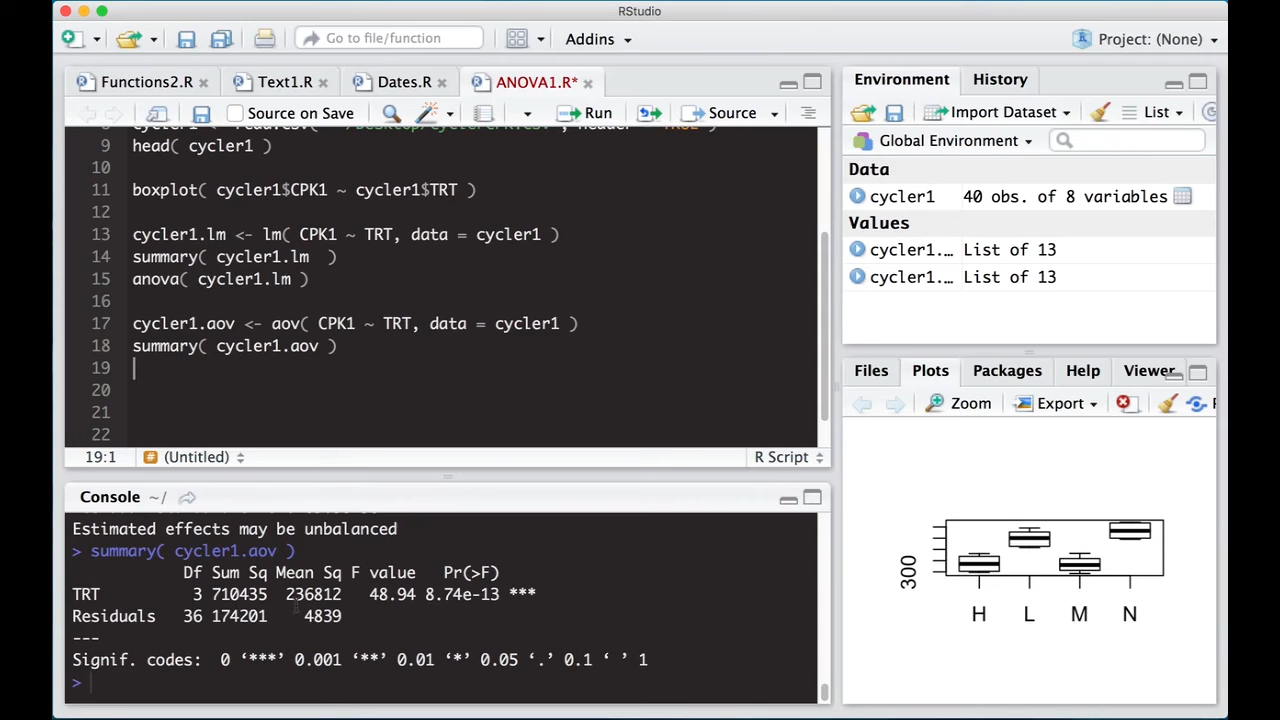 RStudio
Go to file/function
Addins
Project: (None)
Functions2.R
Text1.R
Dates.R
ANOVA1.R*
Source on Save
Run
Source
9 head( cycler1 )
10
11 boxplot( cycler1$CPK1 ~ cycler1$TRT )
12
13 cycler1.lm <- lm( CPK1 ~ TRT, data = cycler1 )
14 summary( cycler1.lm  )
15 anova( cycler1.lm )
16
17 cycler1.aov <- aov( CPK1 ~ TRT, data = cycler1 )
18 summary( cycler1.aov )
19
20
21
22
19:1 (Untitled) R Script
Console ~/
Estimated effects may be unbalanced
> summary( cycler1.aov )
Df Sum Sq Mean Sq F value Pr(>F)
TRT 3 710435 236812 48.94 8.74e-13 ***
Residuals 36 174201 4839
---
Signif. codes: 0 ‘***’ 0.001 ‘**’ 0.01 ‘*’ 0.05 ‘.’ 0.1 ‘ ’ 1
>
Environment History
Import Dataset List
Global Environment
Data
cycler1 40 obs. of 8 variables
Values
cycler1.… List of 13
cycler1.… List of 13
Files Plots Packages Help Viewer
Zoom Export
300
H L M N